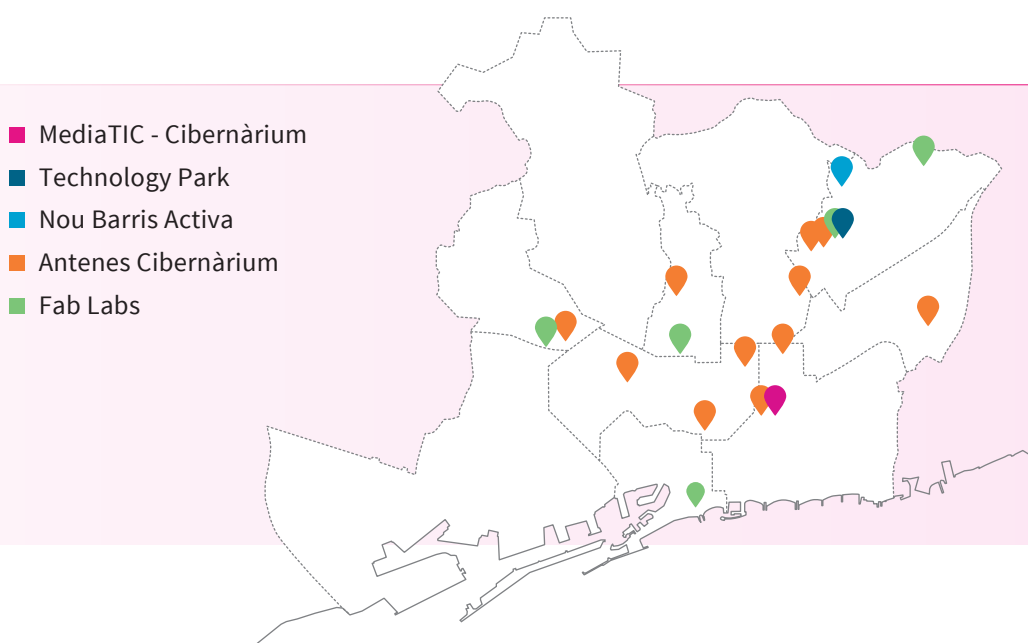 MediaTIC - Cibernàrium
Technology Park
Nou Barris Activa
Antenes Cibernàrium
Fab Labs